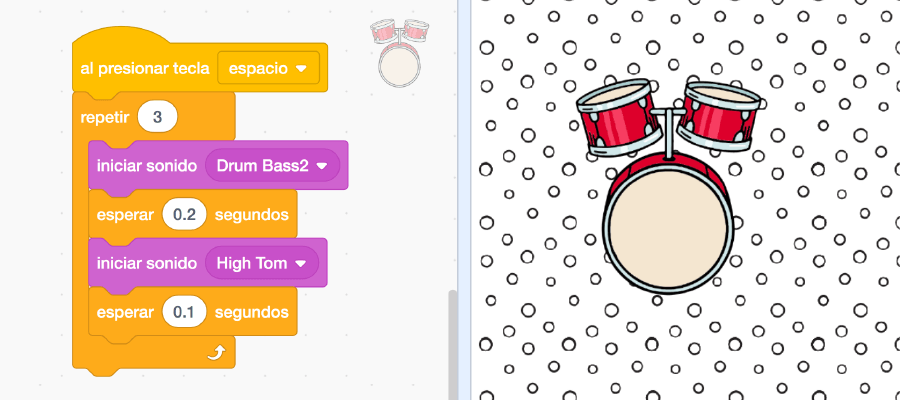 al presionar tecla espacio
repetir 3
iniciar sonido Drum Bass2
esperar 0.2 segundos
iniciar sonido High Tom
esperar 0.1 segundos